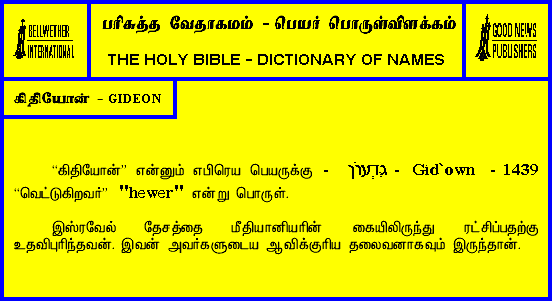 BELLWETHER
INTERNATIONAL
பரிசுத்த வேதாகமம் - பெயர் பொருள்விளக்கம்
THE HOLY BIBLE - DICTIONARY OF NAMES
GOOD NEWS
PUBLISHERS
கிதியோன் - GIDEON
“கிதியோன்” என்னும் எபிரெய பெயருக்கு - גִּדְעוֹן - Gid`own - 1439
“வெட்டுகிறவர்” "hewer" என்று பொருள்.
இஸ்ரவேல் தேசத்தை மீதியானியரின் கையிலிருந்து ரட்சிப்பதற்கு
உதவிபுரிந்தவன். இவன் அவர்களுடைய ஆவிக்குரிய தலைவனாகவும் இருந்தான்.